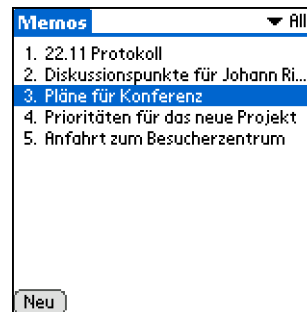 Memos
All
1. 22.11 Protokoll
2. Diskussionspunkte für Johann Ri...
3. Pläne für Konferenz
4. Prioritäten für das neue Projekt
5. Anfahrt zum Besucherzentrum
Neu